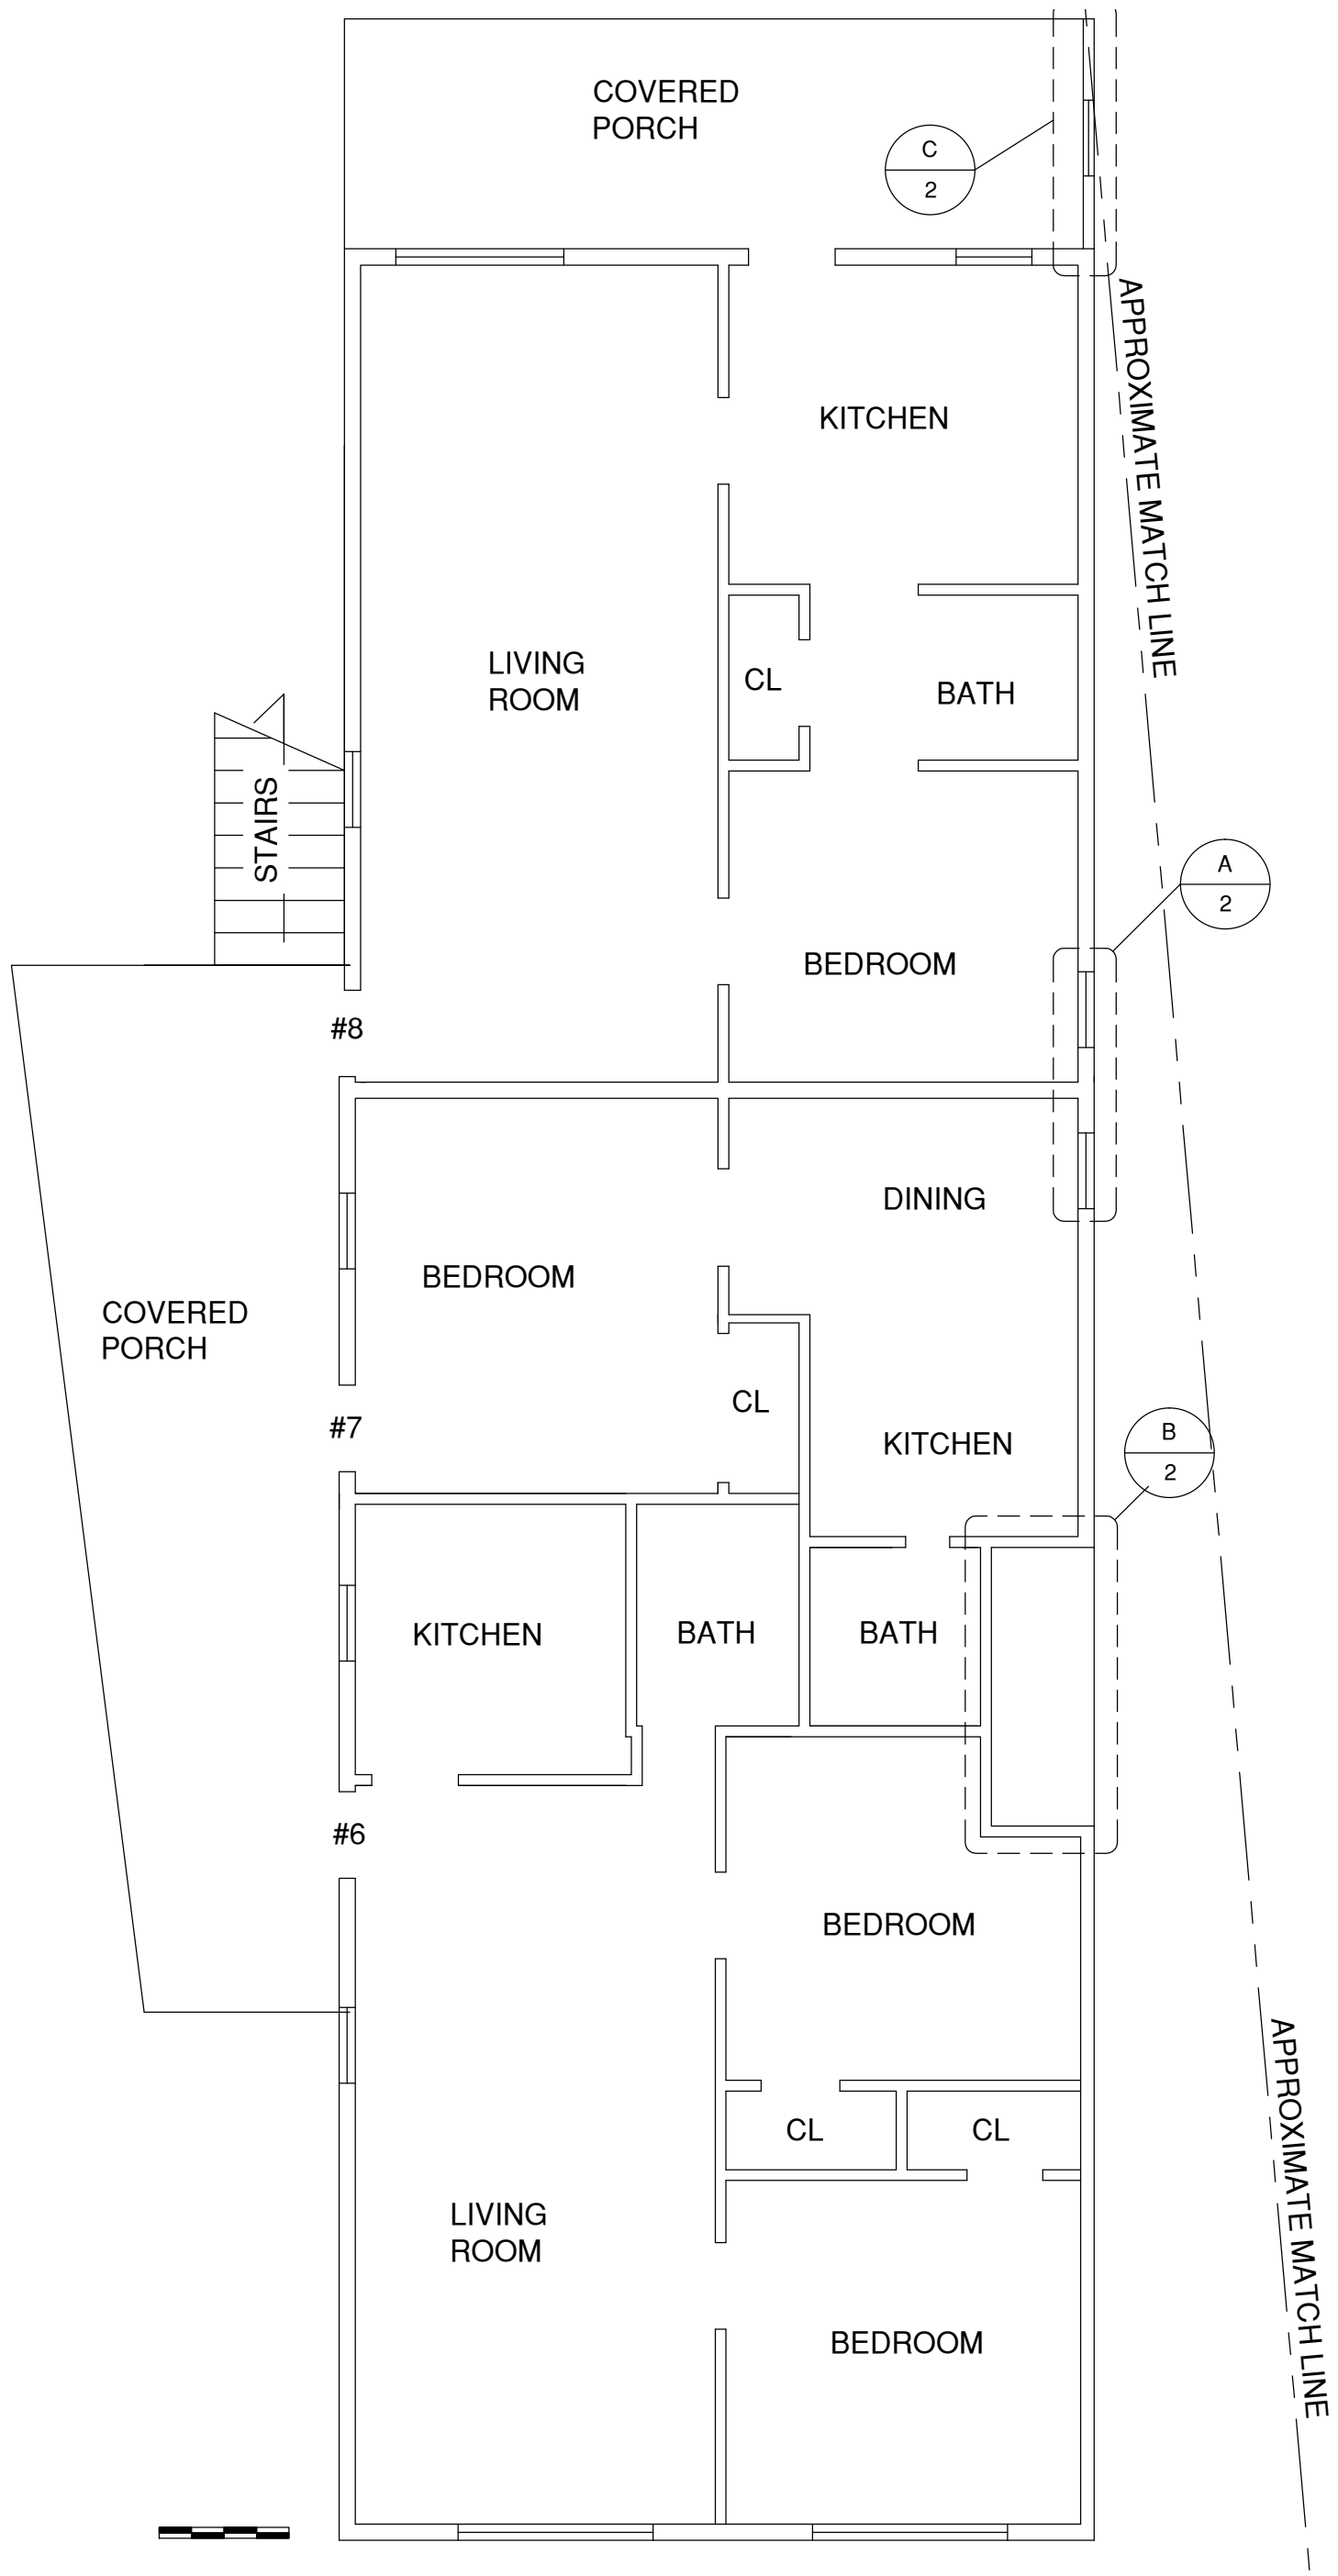 COVERED
PORCH
C
2
APPROXIMATE MATCH LINE
KITCHEN
LIVING
ROOM
CL
BATH
STAIRS
A
2
BEDROOM
#8
DINING
BEDROOM
COVERED
PORCH
CL
#7
KITCHEN
B
2
KITCHEN
BATH
BATH
#6
BEDROOM
APPROXIMATE MATCH LINE
CL
CL
LIVING
ROOM
BEDROOM